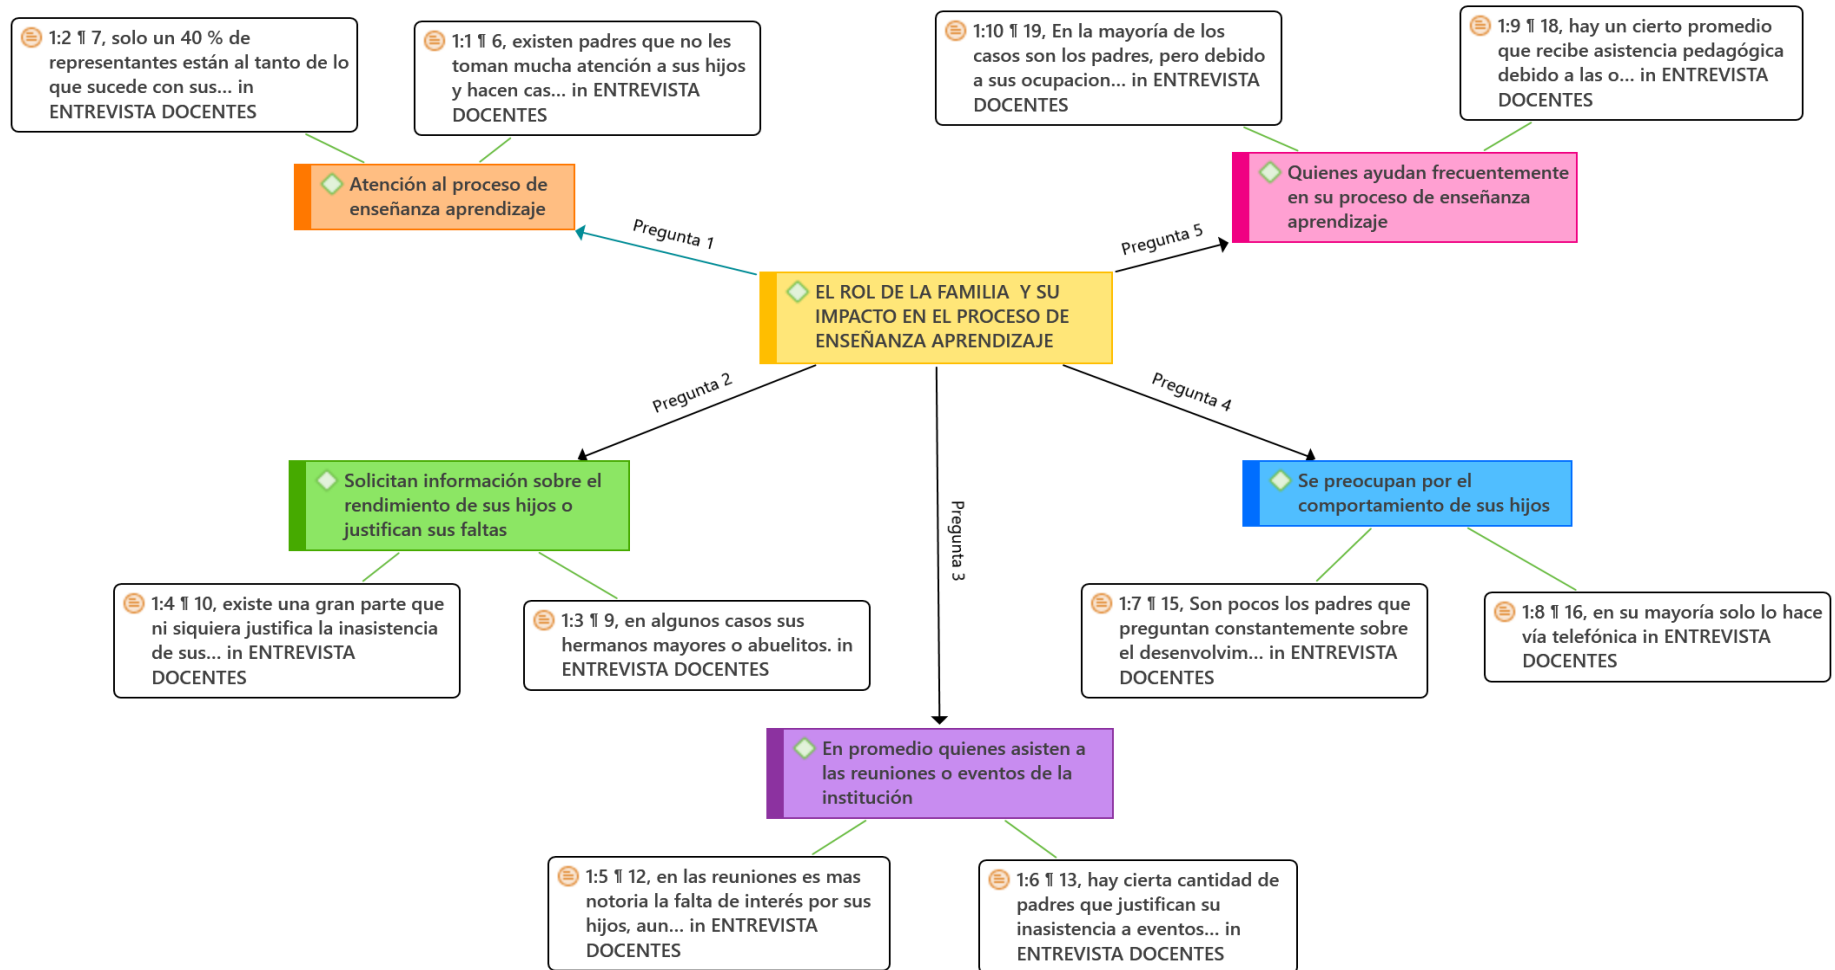 1:2 ¶ 7, solo un 40 % de
representantes están al tanto de lo
que sucede con sus... in
ENTREVISTA DOCENTES
1:1 ¶ 6, existen padres que no les
toman mucha atención a sus hijos
y hacen cas... in ENTREVISTA
DOCENTES
1:10 ¶ 19, En la mayoría de los
casos son los padres, pero debido
a sus ocupacion... in ENTREVISTA
DOCENTES
1:9 ¶ 18, hay un cierto promedio
que recibe asistencia pedagógica
debido a las o... in ENTREVISTA
DOCENTES
Atención al proceso de
enseñanza aprendizaje
Quienes ayudan frecuentemente
en su proceso de enseñanza
aprendizaje
Pregunta 1
Pregunta 5
EL ROL DE LA FAMILIA  Y SU
IMPACTO EN EL PROCESO DE
ENSEÑANZA APRENDIZAJE
Pregunta 2
Pregunta 4
Pregunta 3
Solicitan información sobre el
rendimiento de sus hijos o
justifican sus faltas
Se preocupan por el
comportamiento de sus hijos
1:4 ¶ 10, existe una gran parte que
ni siquiera justifica la inasistencia
de sus... in ENTREVISTA
DOCENTES
1:3 ¶ 9, en algunos casos sus
hermanos mayores o abuelitos. in
ENTREVISTA DOCENTES
1:7 ¶ 15, Son pocos los padres que
preguntan constantemente sobre
el desenvolvim... in ENTREVISTA
DOCENTES
1:8 ¶ 16, en su mayoría solo lo hace
vía telefónica in ENTREVISTA
DOCENTES
En promedio quienes asisten a
las reuniones o eventos de la
institución
1:5 ¶ 12, en las reuniones es mas
notoria la falta de interés por sus
hijos, aun... in ENTREVISTA
DOCENTES
1:6 ¶ 13, hay cierta cantidad de
padres que justifican su
inasistencia a eventos... in
ENTREVISTA DOCENTES